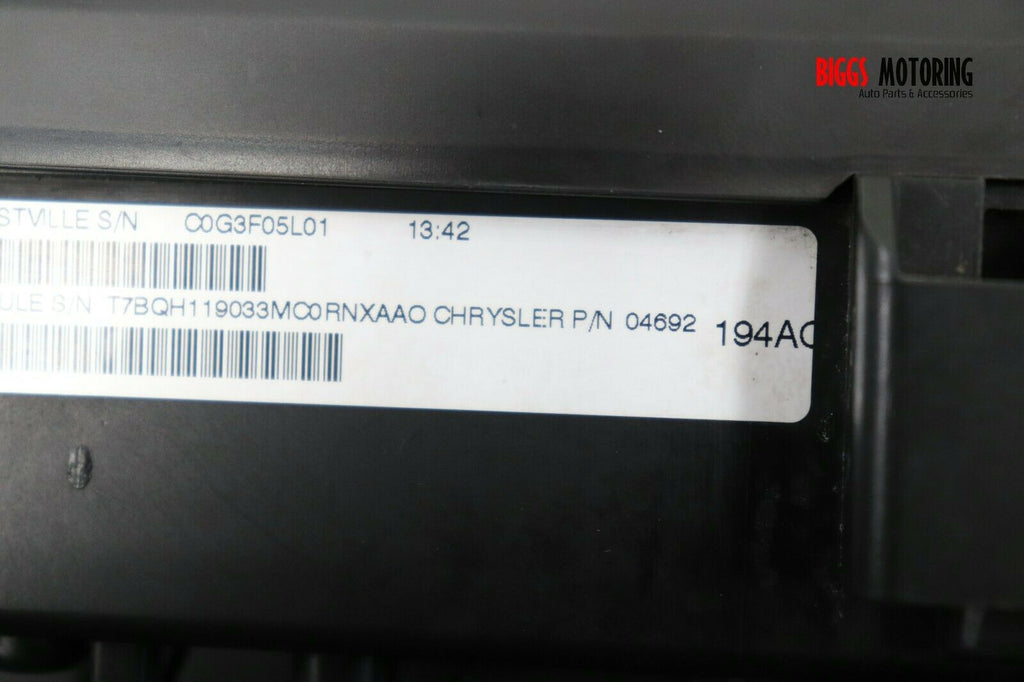 BIGGS MOTORING
Auto Parts & Accessories
STVILLE S/N C0G3F05L01 13:42
ULE S/N T7BQH119033MC0RNXAAO CHRYSLER P/N 04692 194AC